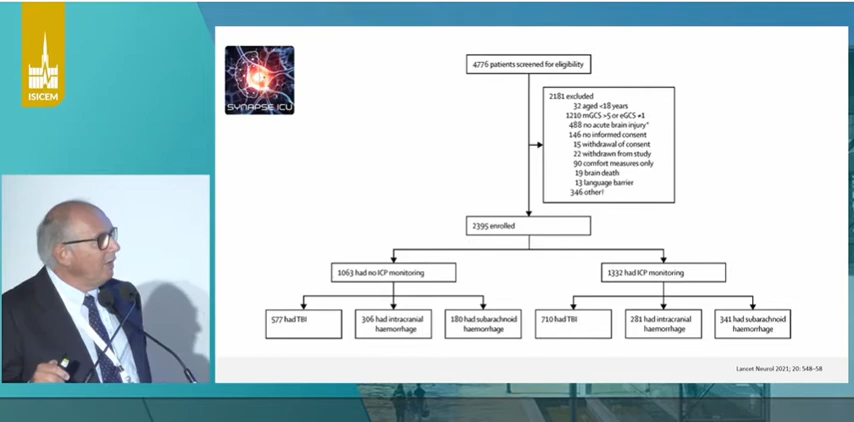 ISICEM
SYNAPSE ICU
4776 patients screened for eligibility
2181 excluded
32 aged <18 years
1210 mGCS >5 or eGCS ≠1
488 no acute brain injury*
146 no informed consent
15 withdrawal of consent
22 withdrawn from study
90 comfort measures only
19 brain death
13 language barrier
346 other†
2395 enrolled
1063 had no ICP monitoring
1332 had ICP monitoring
577 had TBI
306 had intracranial
haemorrhage
180 had subarachnoid
haemorrhage
710 had TBI
281 had intracranial
haemorrhage
341 had subarachnoid
haemorrhage
Lancet Neurol 2021; 20: 548–58